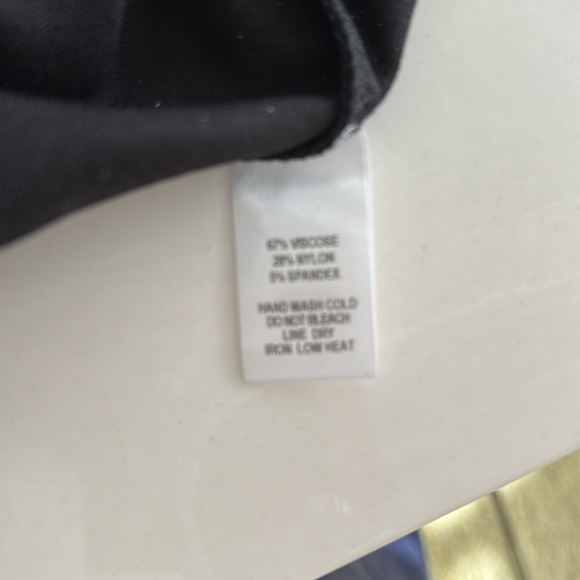 67% VISCOSE
28% NYLON
5% SPANDEX
HAND WASH COLD
DO NOT BLEACH
LINE DRY
IRON LOW HEAT